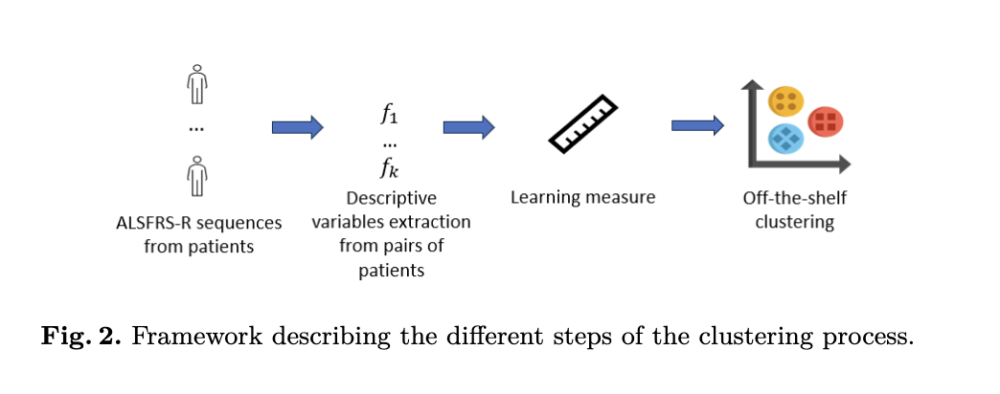 ...
ALSFRS-R sequences
from patients
f₁
...
fₖ
Descriptive
variables extraction
from pairs of
patients
Learning measure
Off-the-shelf
clustering
Fig. 2. Framework describing the different steps of the clustering process.